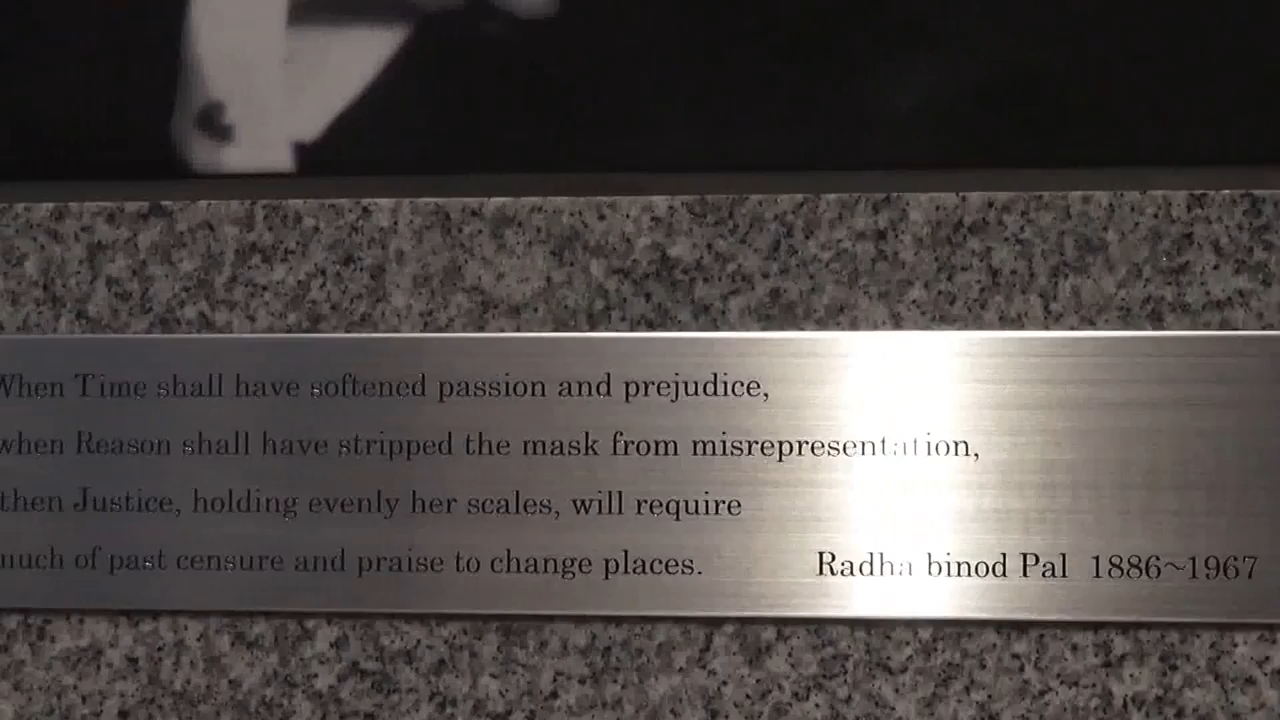 When Time shall have softened passion and prejudice,
when Reason shall have stripped the mask from misrepresentation,
then Justice, holding evenly her scales, will require
much of past censure and praise to change places. Radha binod Pal 1886~1967